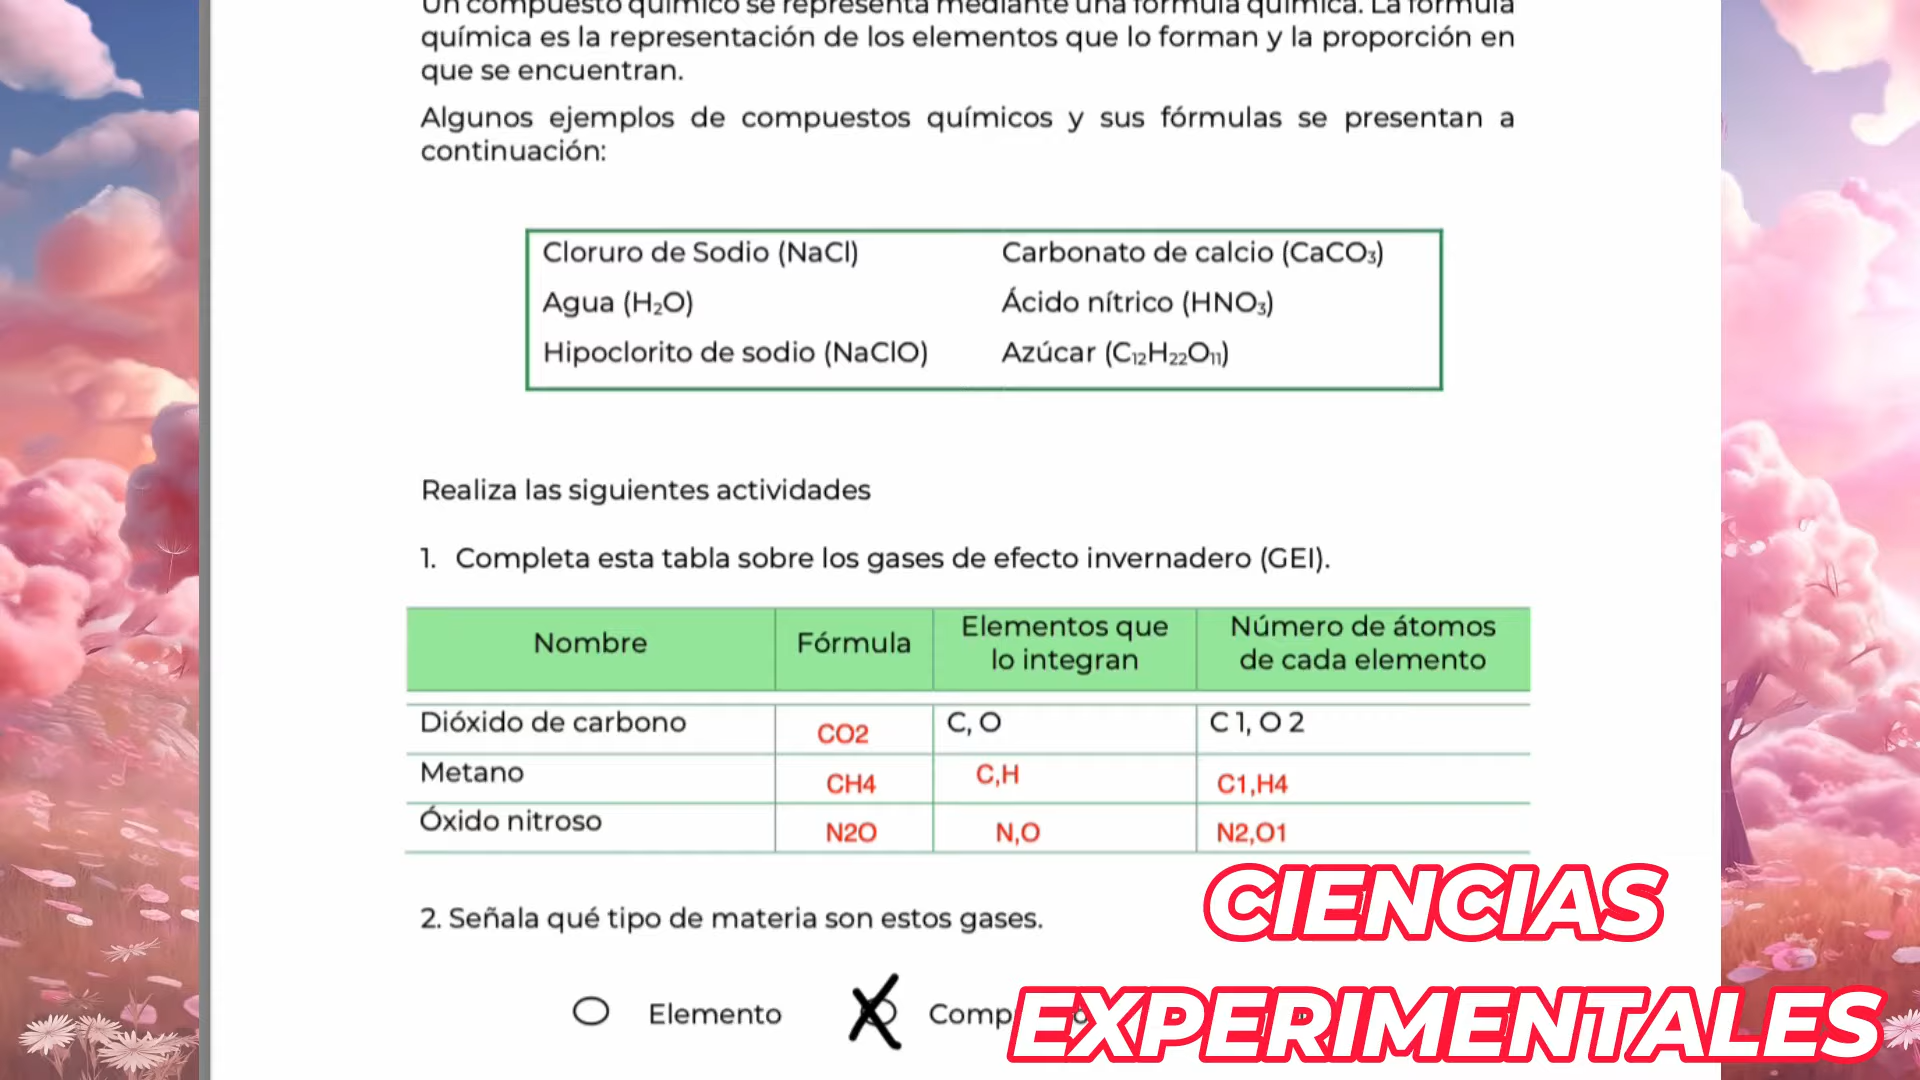 Un compuesto químico se representa mediante una fórmula química. La fórmula
química es la representación de los elementos que lo forman y la proporción en
que se encuentran.
Algunos ejemplos de compuestos químicos y sus fórmulas se presentan a
continuación:
Cloruro de Sodio (NaCl) Carbonato de calcio (CaCO₃)
Agua (H₂O) Ácido nítrico (HNO₃)
Hipoclorito de sodio (NaClO) Azúcar (C₁₂H₂₂O₁₁)
Realiza las siguientes actividades
1. Completa esta tabla sobre los gases de efecto invernadero (GEI).
Nombre Fórmula Elementos que lo integran Número de átomos de cada elemento
Dióxido de carbono CO2 C, O C 1, O 2
Metano CH4 C,H C1,H4
Óxido nitroso N2O N,O N2,O1
2. Señala qué tipo de materia son estos gases.
Elemento
CIENCIAS
EXPERIMENTALES